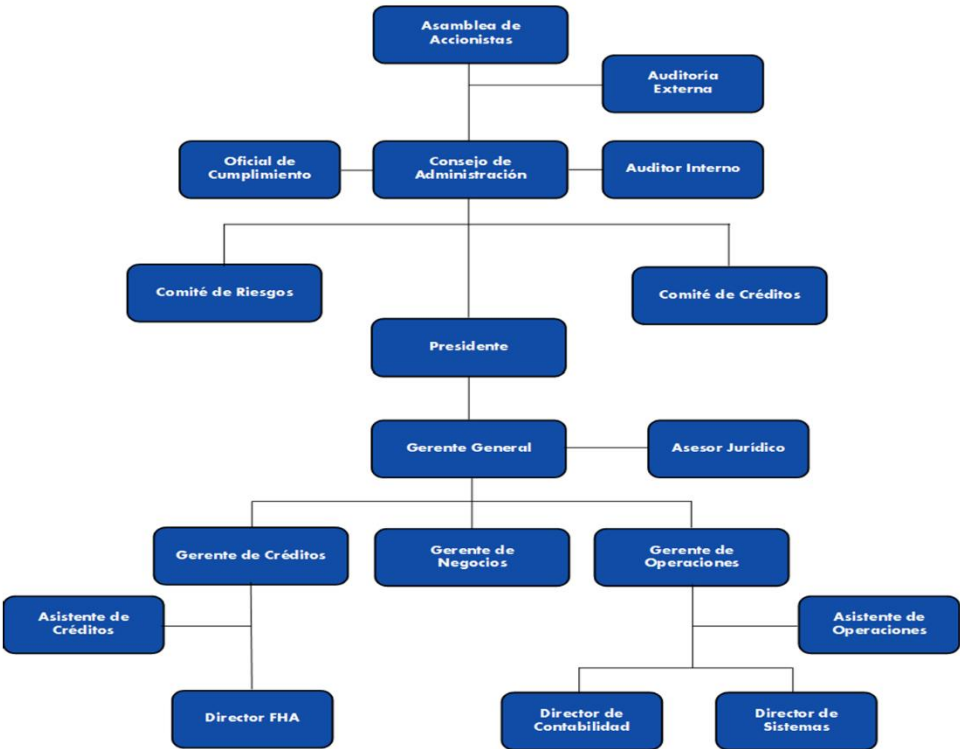 Asamblea de
Accionistas
Auditoría
Externa
Oficial de
Cumplimiento
Consejo de
Administración
Auditor Interno
Comité de Riesgos
Comité de Créditos
Presidente
Gerente General
Asesor Jurídico
Gerente de Créditos
Gerente de
Negocios
Gerente de
Operaciones
Asistente de
Créditos
Asistente de
Operaciones
Director FHA
Director de
Contabilidad
Director de
Sistemas